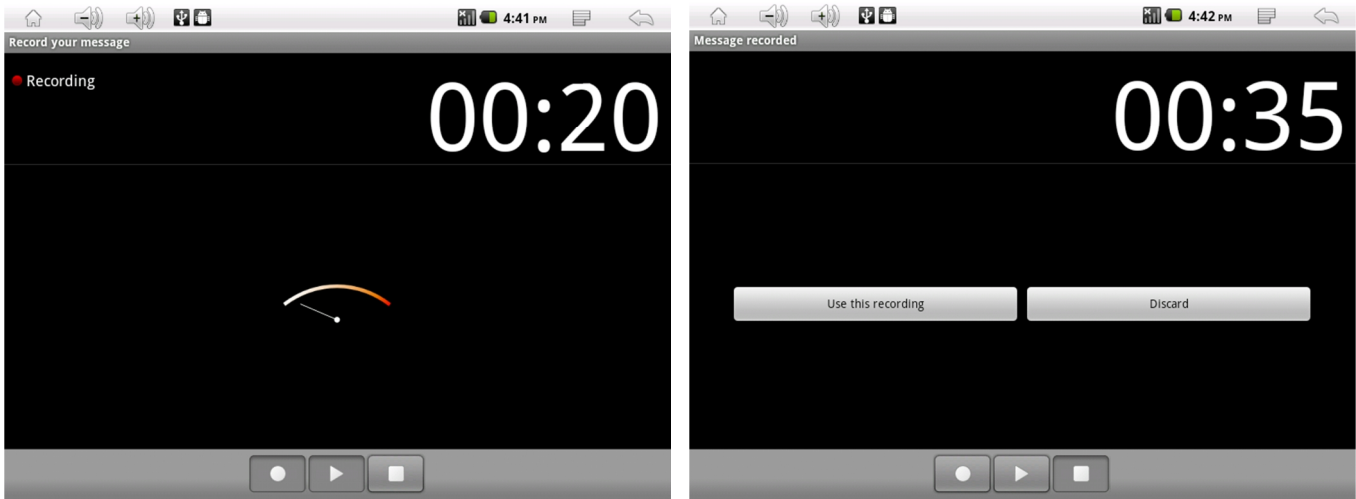 4:41 PM
Record your message
Recording
00:20
4:42 PM
Message recorded
00:35
Use this recording
Discard